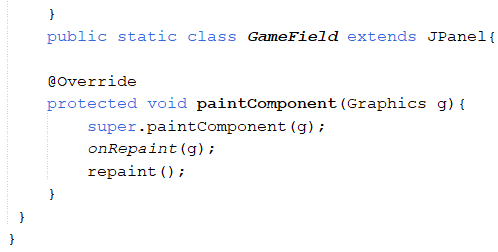 }
public static class GameField extends JPanel{
@Override
protected void paintComponent(Graphics g){
super.paintComponent(g);
onRepaint(g);
repaint();
}
}
}